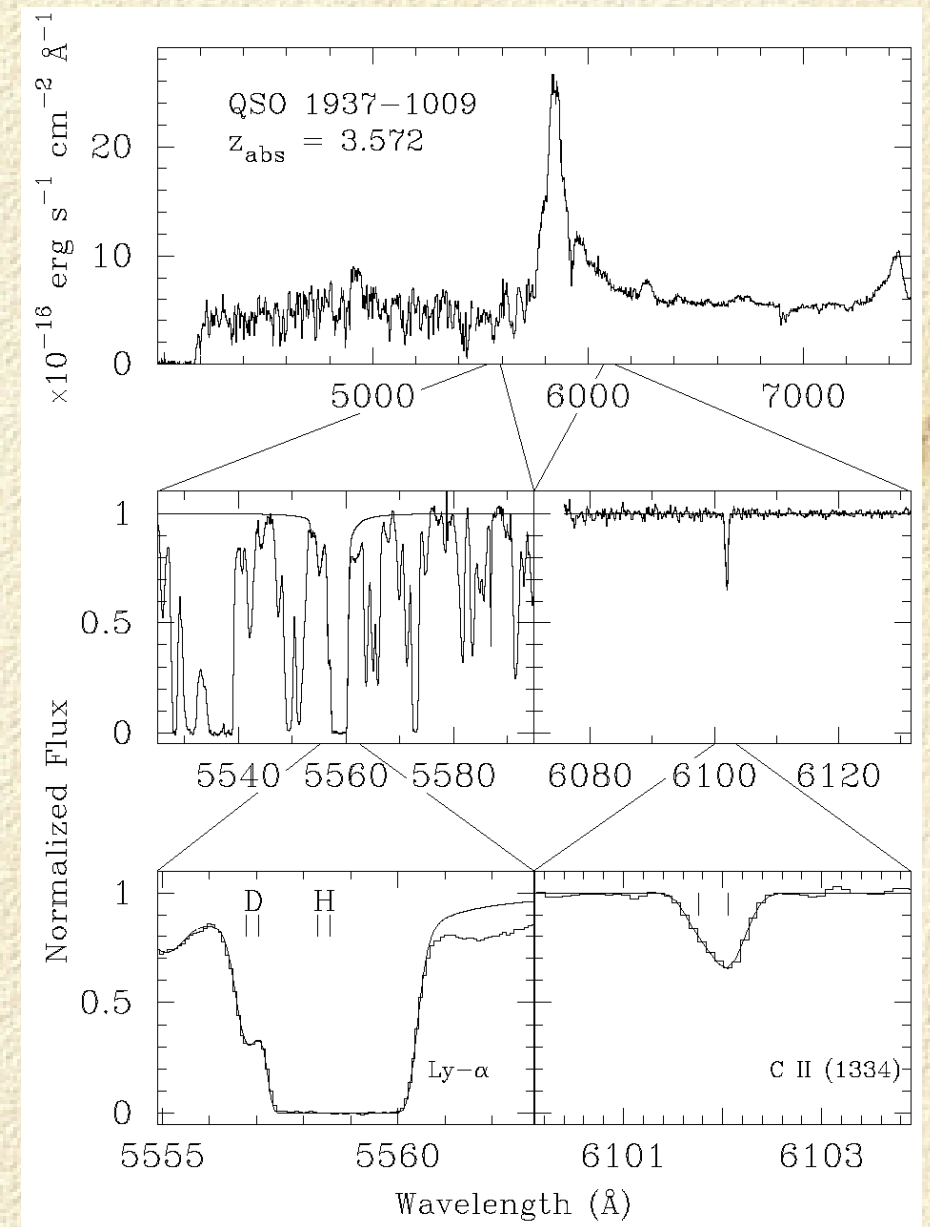 QSO 1937−1009
z_abs = 3.572
×10⁻¹⁶ erg s⁻¹ cm⁻² Å⁻¹
20
10
0
5000 6000 7000
1
0.5
0
5540 5560 5580 6080 6100 6120
Normalized Flux
D H
1
0.5
0
Ly−α
C II (1334)
5555 5560 6101 6103
Wavelength (Å)